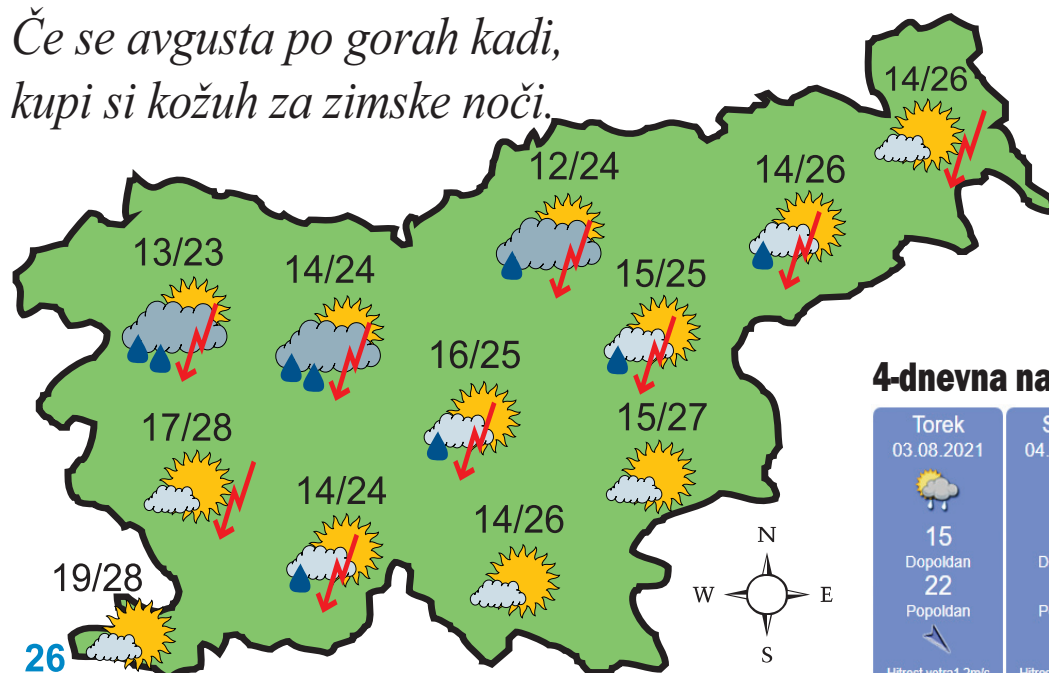 Če se avgusta po gorah kadi,
kupi si kožuh za zimske noči.
14/26
12/24
14/26
13/23
14/24
15/25
16/25
17/28
15/27
14/24
14/26
19/28
26
N
W
E
S
4-dnevna na
Torek
03.08.2021
15
Dopoldan
22
Popoldan
S
04.
D
P